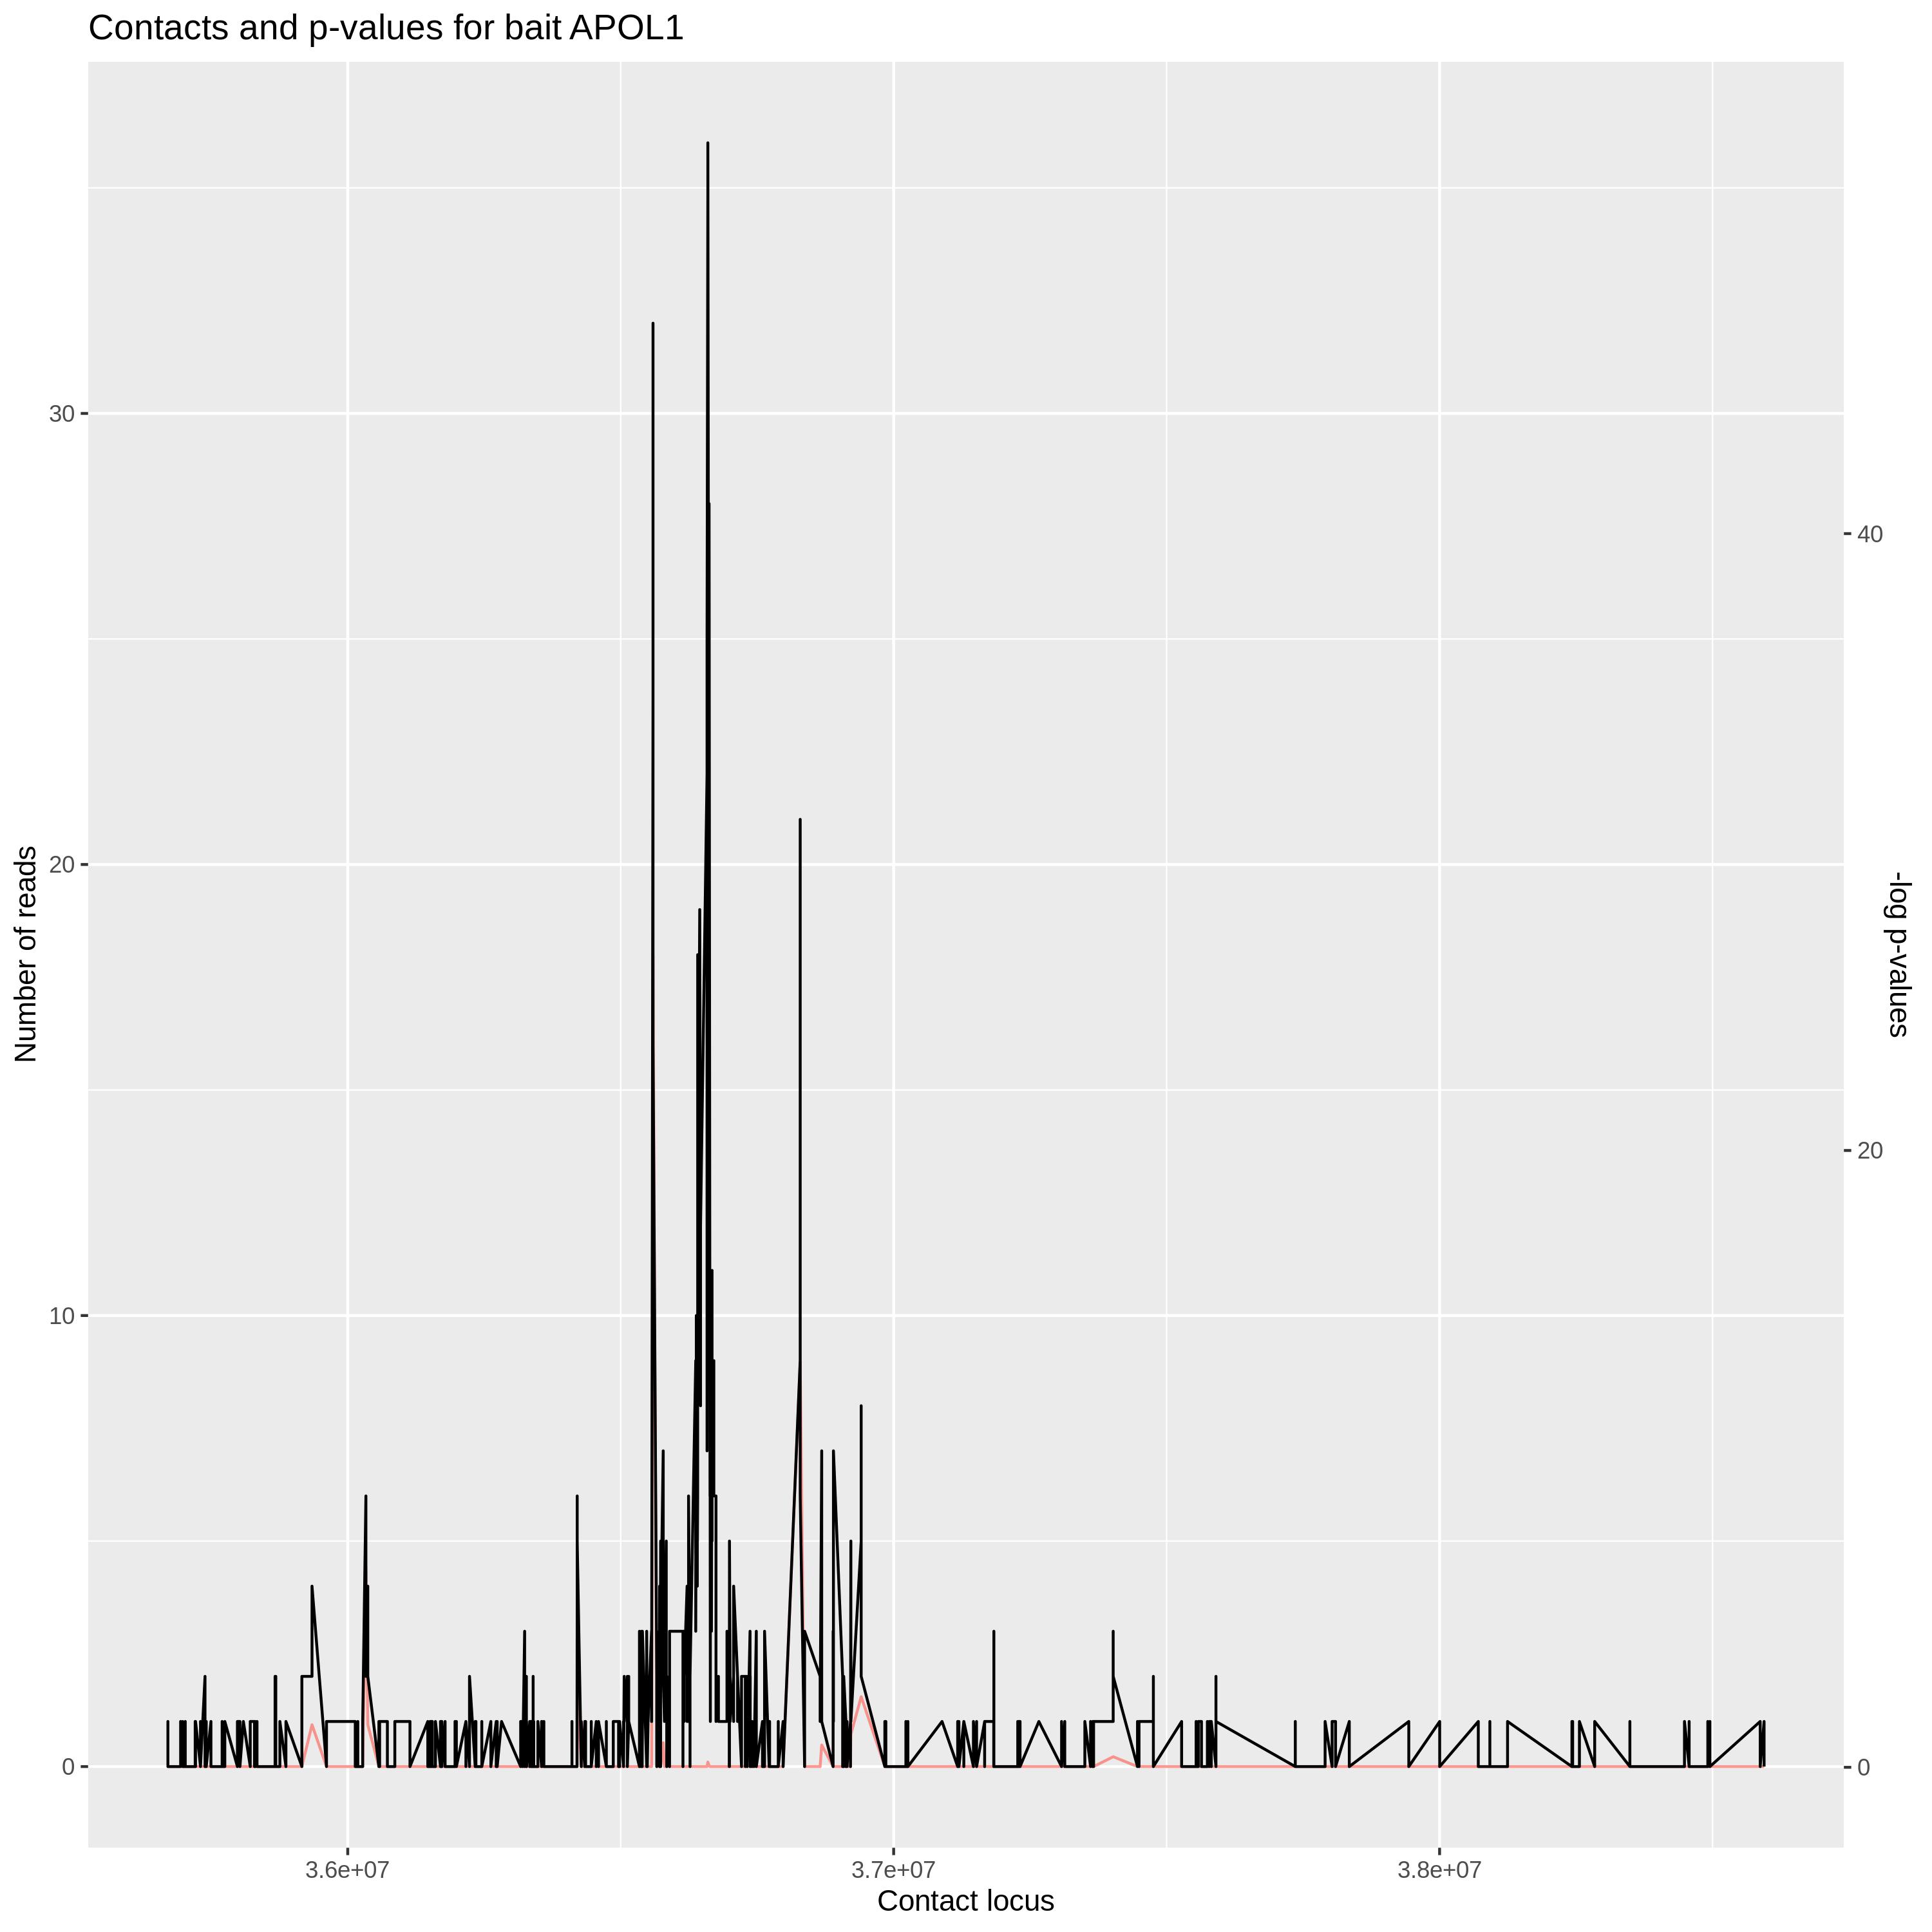 Contacts and p-values for bait APOL1
Number of reads
30
20
10
0
-log p-values
40
20
0
3.6e+07
3.7e+07
3.8e+07
Contact locus